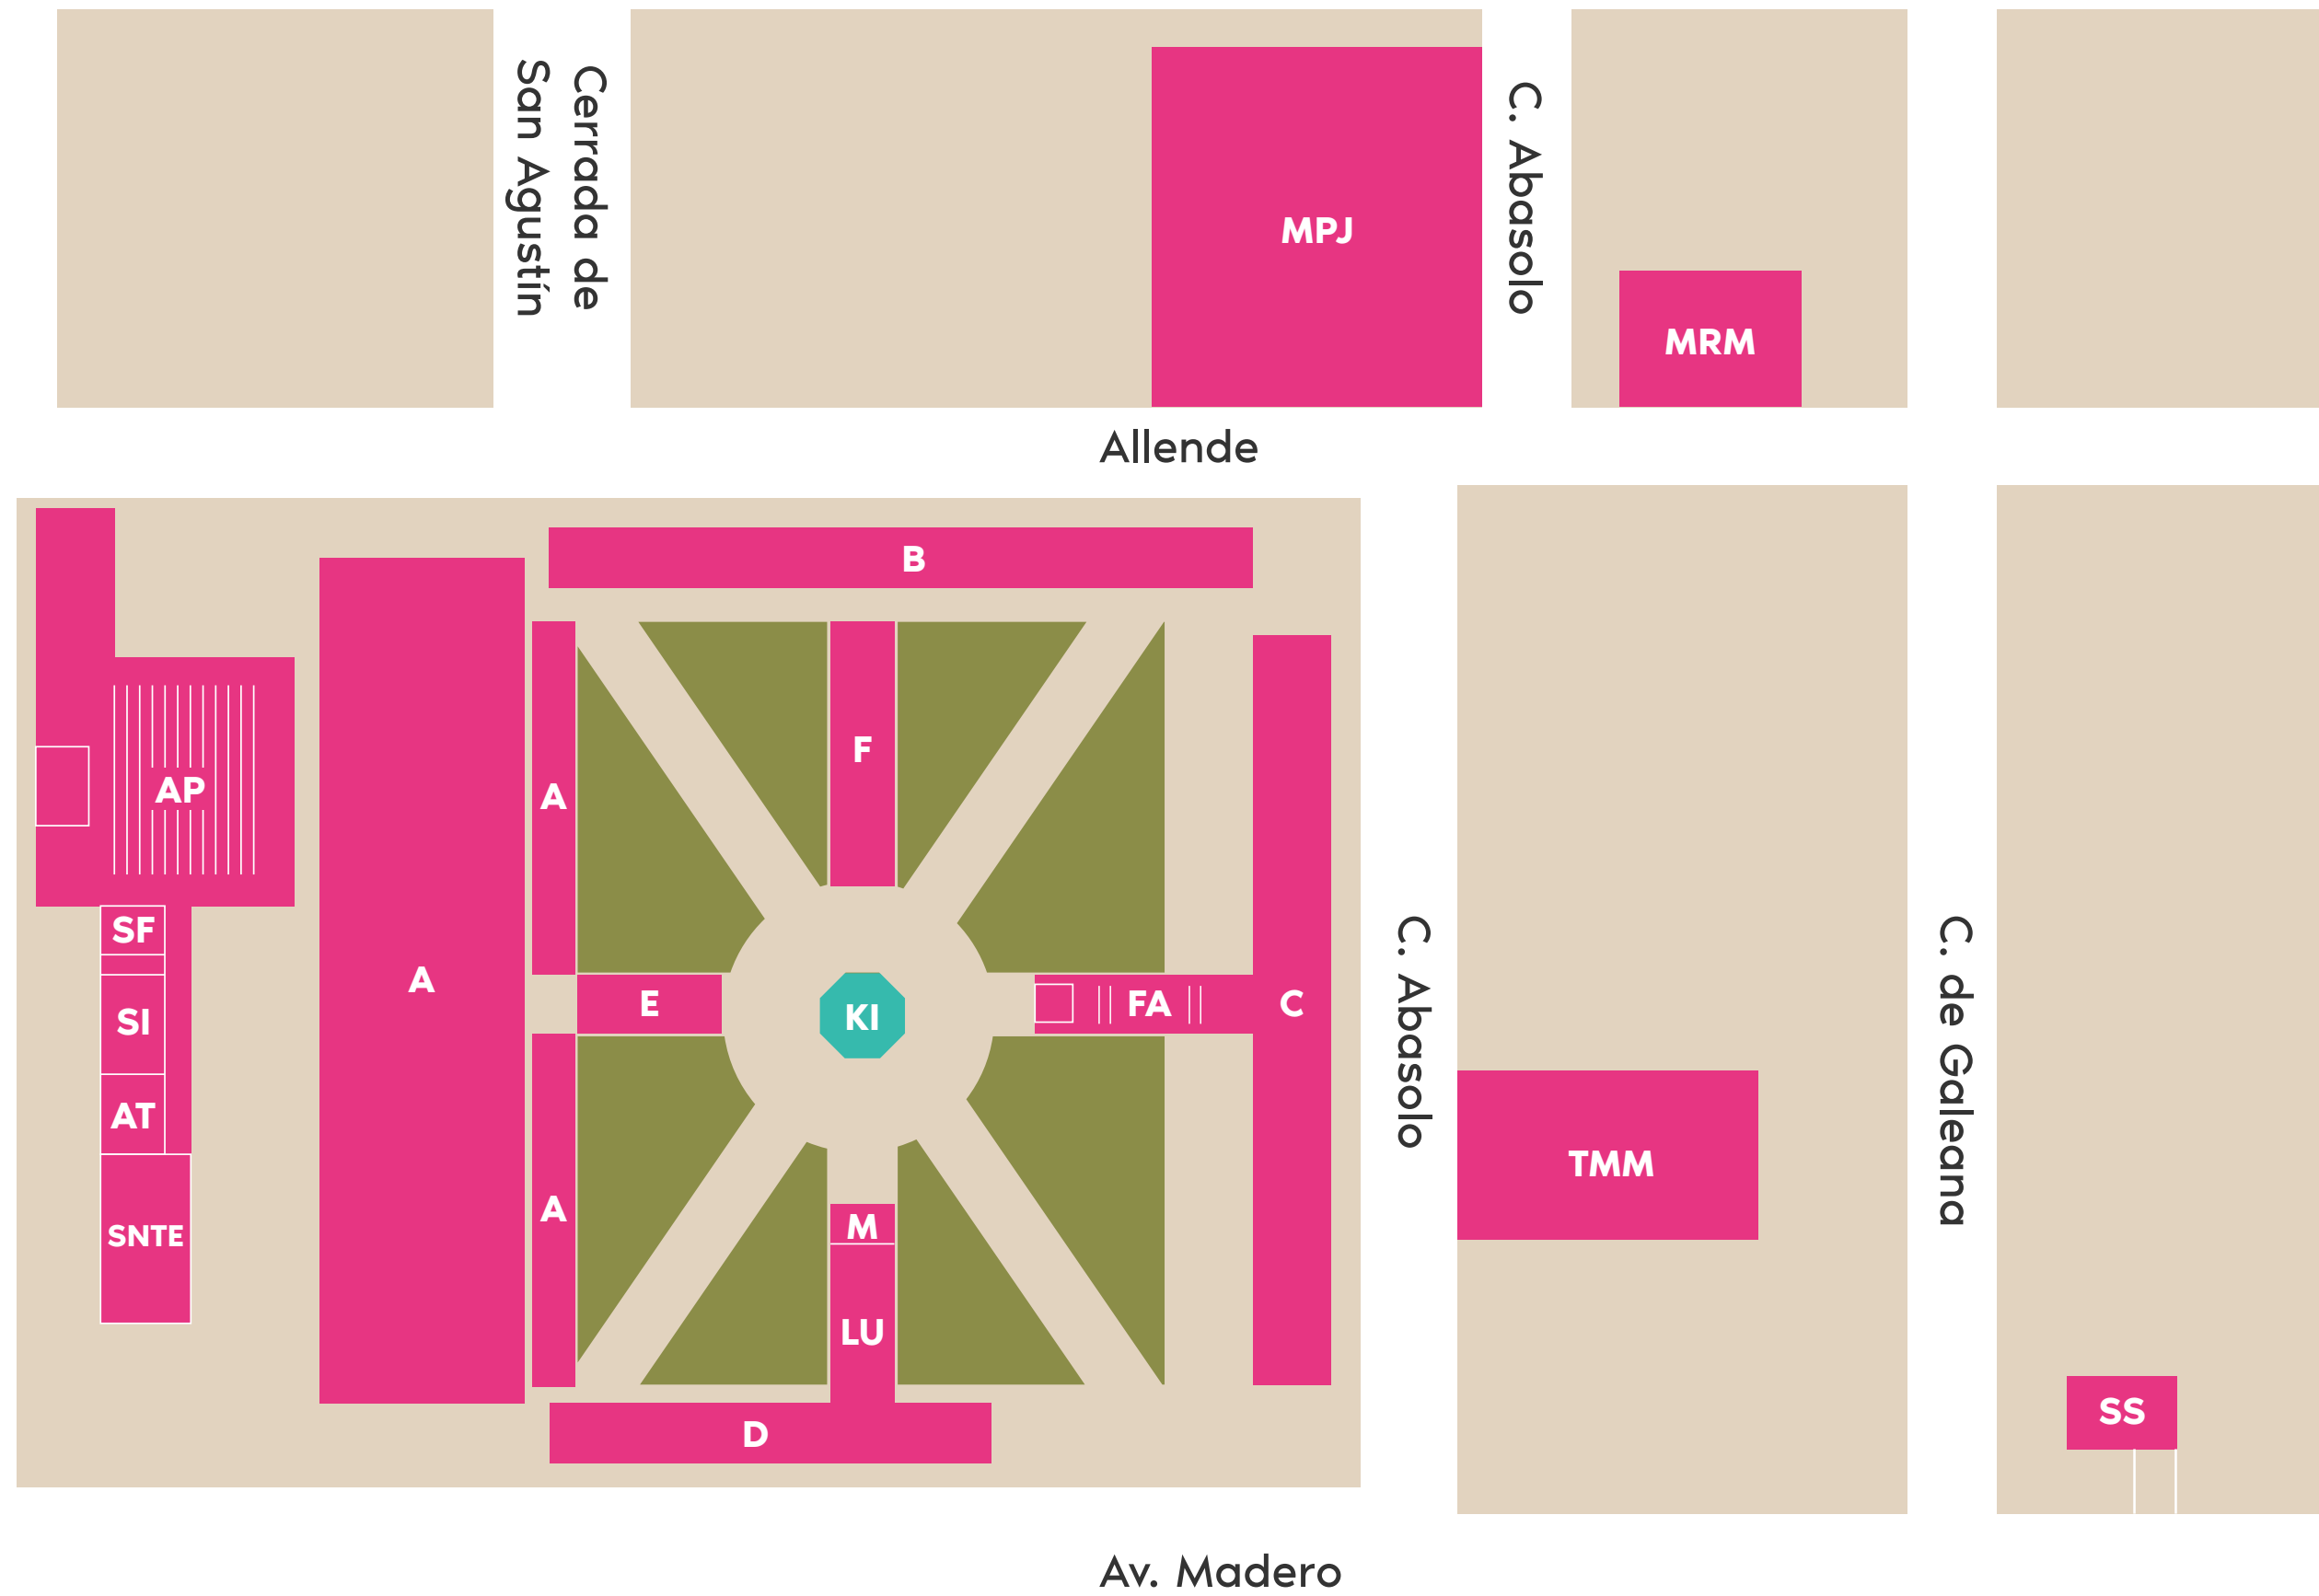 Cerrada de
San Agustín
C. Abasolo
MPJ
MRM
Allende
B
F
A
AP
SF
A
SI
E
KI
FA
C
C. Abasolo
C. de Galeana
AT
TMM
A
M
SNTE
LU
SS
D
Av. Madero